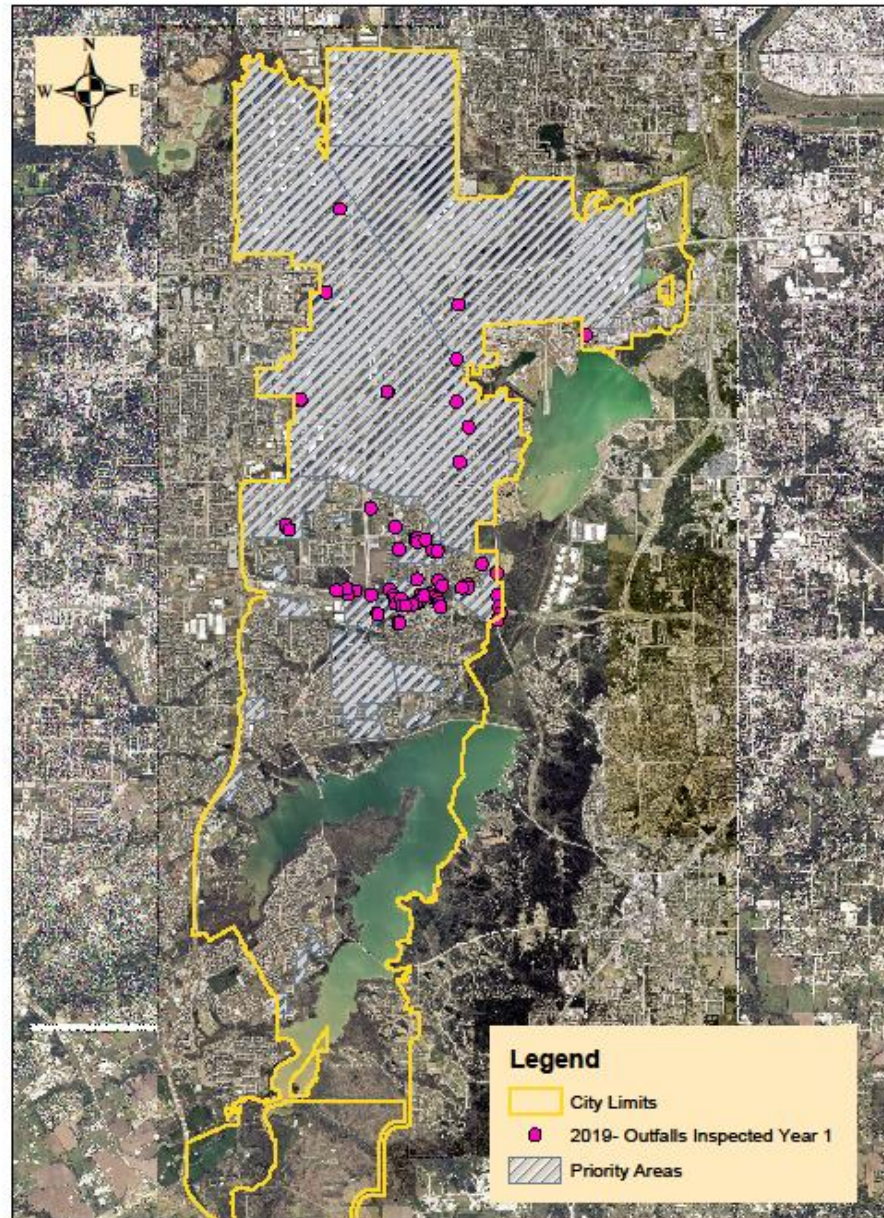 N
W E
S
Legend
City Limits
2019- Outfalls Inspected Year 1
Priority Areas